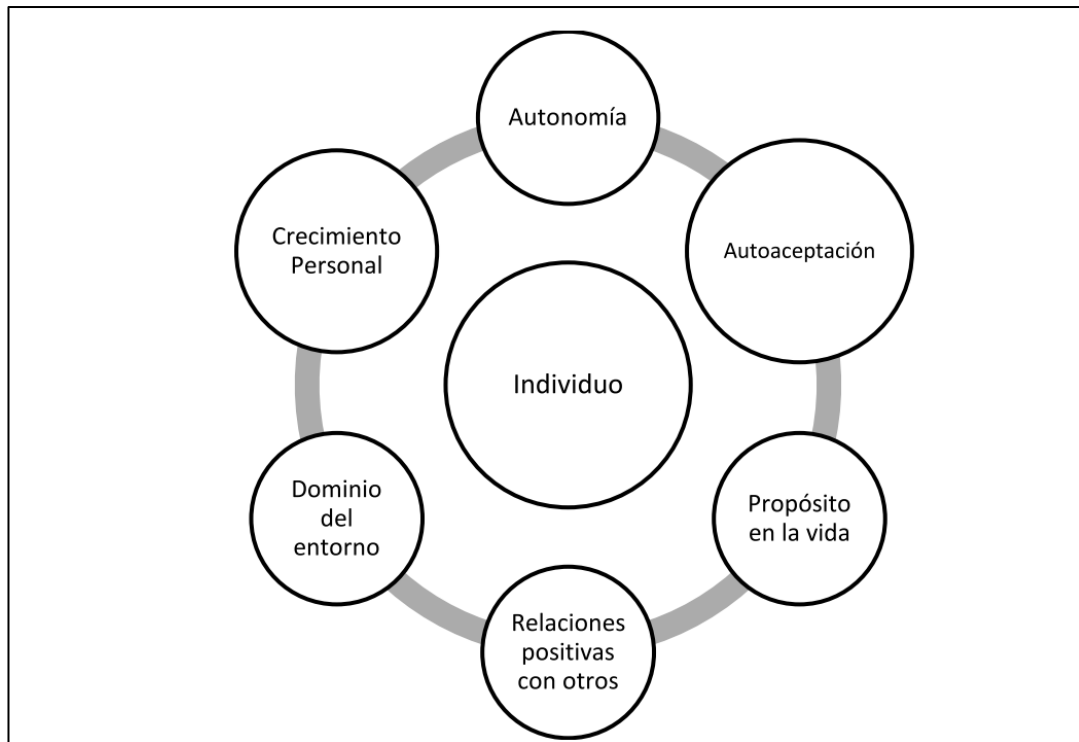 Autonomía
Crecimiento
Personal
Autoaceptación
Individuo
Dominio
del
entorno
Propósito
en la vida
Relaciones
positivas
con otros